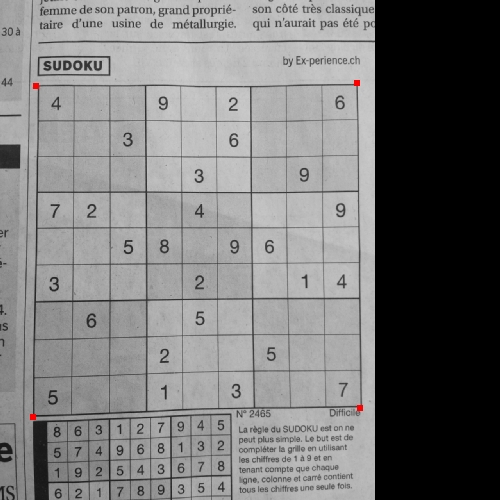 femme de son patron, grand proprié-
taire d'une usine de métallurgie.
son côté très classique
qui n'aurait pas été po
30 à
44
SUDOKU
by Ex-perience.ch
4 9 2 6
3 6
3 9
7 2 4 9
5 8 9 6
3 2 1 4
6 5
2 5
5 1 3 7
N° 2465
Difficile
8 6 3 1 2 7 9 4 5
5 7 4 9 6 8 1 3 2
1 9 2 5 4 3 6 7 8
6 2 1 7 8 9 3 5 4
La règle du SUDOKU est on ne
peut plus simple. Le but est de
compléter la grille en utilisant
les chiffres de 1 à 9 et en
tenant compte que chaque
ligne, colonne et carré contient
tous les chiffres une seule fois.